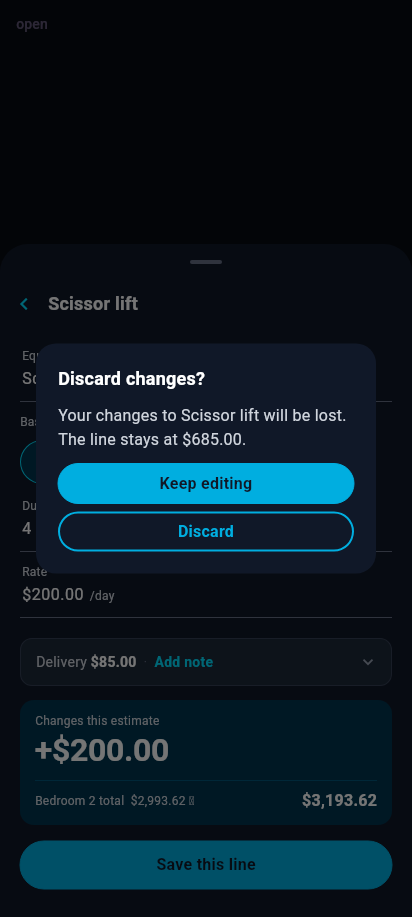 open
Scissor lift
Discard changes?
Your changes to Scissor lift will be lost.
The line stays at $685.00.
Keep editing
Discard
4
Rate
$200.00 /day
Delivery $85.00 · Add note
Changes this estimate
+$200.00
Bedroom 2 total $2,993.62
$3,193.62
Save this line